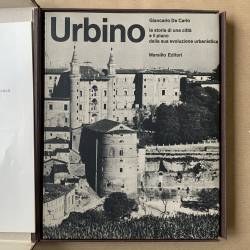 Urbino
Giancarlo De Carlo
la storia di una città
e il piano
della sua evoluzione urbanistica
Marsilio Editori